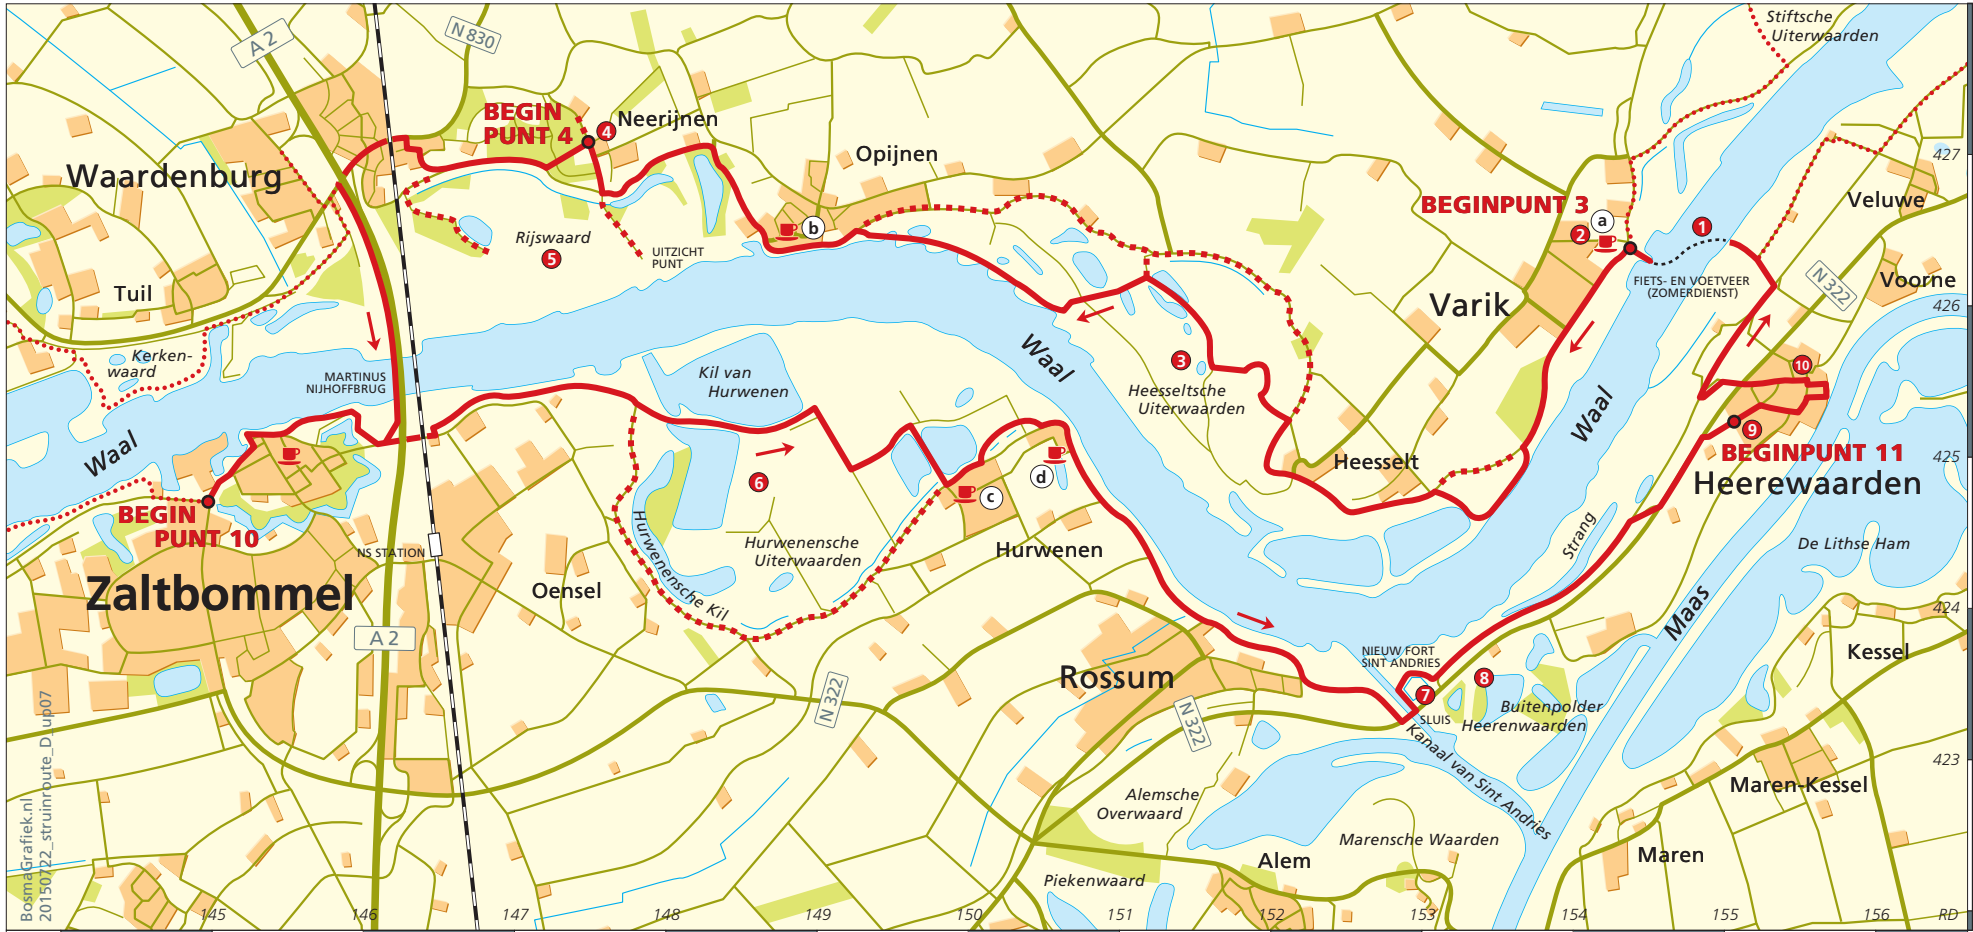 Stiftsche
Uiterwaarden
A 2
N 830
BEGIN
PUNT 4
4
Neerijnen
Opijnen
427
Waardenburg
BEGINPUNT 3
a
2
1
Veluwe
b
Rijswaard
5
UITZICHT
PUNT
FIETS- EN VOETVEER
(ZOMERDIENST)
N 322
Voorne
Tuil
Varik
426
Kerken-
waard
MARTINUS
NIJHOFFBRUG
Kil van
Hurwenen
Waal
3
Heesseltsche
Uiterwaarden
10
Waal
Waal
9
BEGINPUNT 11
Heerewaarden
425
Heesselt
6
c
d
BEGIN
PUNT 10
NS STATION
Hurwenensche
Uiterwaarden
Hurwenen
Strang
De Lithse Ham
Zaltbommel
Oensel
Hurwenensche Kil
Maas
424
A 2
Rossum
NIEUW FORT
SINT ANDRIES
Kessel
7
8
SLUIS
Buitenpolder
Heerenwaarden
N 322
N 322
Kanaal van Sint Andries
423
Maren-Kessel
Alemsche
Overwaard
Marensche Waarden
Maren
Alem
Piekenwaard
BosmaGrafiek.nl
20150722_struinroute_D_up07
145
146
147
148
149
150
151
152
153
154
155
156
RD